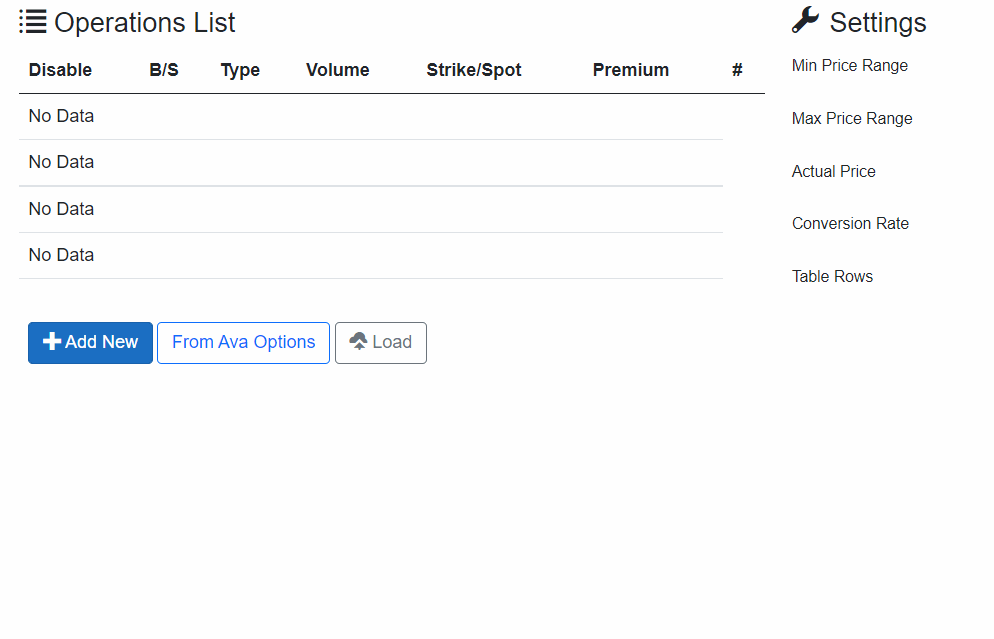 Operations List
Disable B/S Type Volume Strike/Spot Premium #
No Data
No Data
No Data
No Data
Add New From Ava Options Load
Settings
Min Price Range
Max Price Range
Actual Price
Conversion Rate
Table Rows